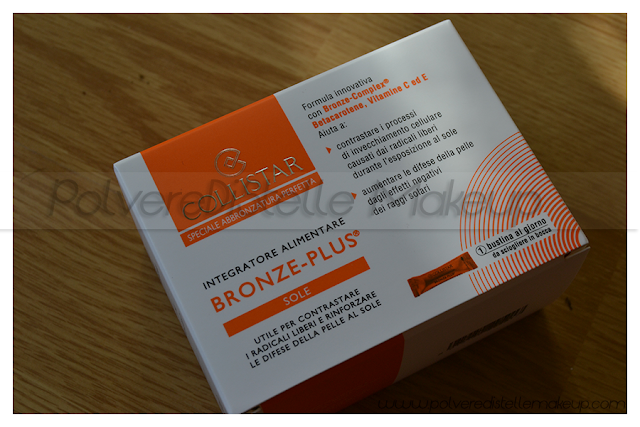 COLLISTAR
SPECIALE ABBRONZATURA PERFETTA
INTEGRATORE ALIMENTARE
BRONZE-PLUS®
SOLE
UTILE PER CONTRASTARE
I RADICALI LIBERI E RINFORZARE
LE DIFESE DELLA PELLE AL SOLE
Formula innovativa
con Bronze-Complex®
Betacarotene, Vitamine C ed E
Aiuta a:
contrastare i processi
di invecchiamento cellulare
causati dai radicali liberi
durante l'esposizione al sole
aumentare le difese della pelle
dagli effetti negativi
dei raggi solari
1 bustina al giorno
da sciogliere in bocca
PolvereDiStelle Makeup
www.polveredistellemakeup.com